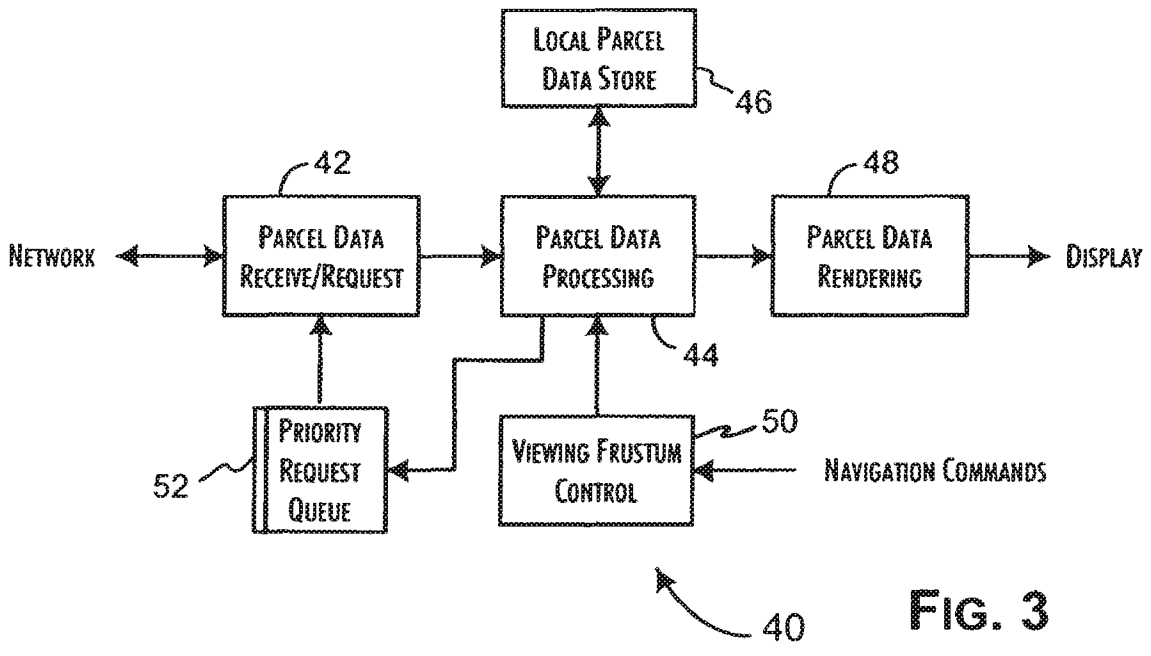 LOCAL PARCEL
DATA STORE
46
42
48
NETWORK
PARCEL DATA
RECEIVE/REQUEST
PARCEL DATA
PROCESSING
PARCEL DATA
RENDERING
DISPLAY
44
PRIORITY
REQUEST
QUEUE
52
VIEWING FRUSTUM
CONTROL
50
NAVIGATION COMMANDS
40
FIG. 3